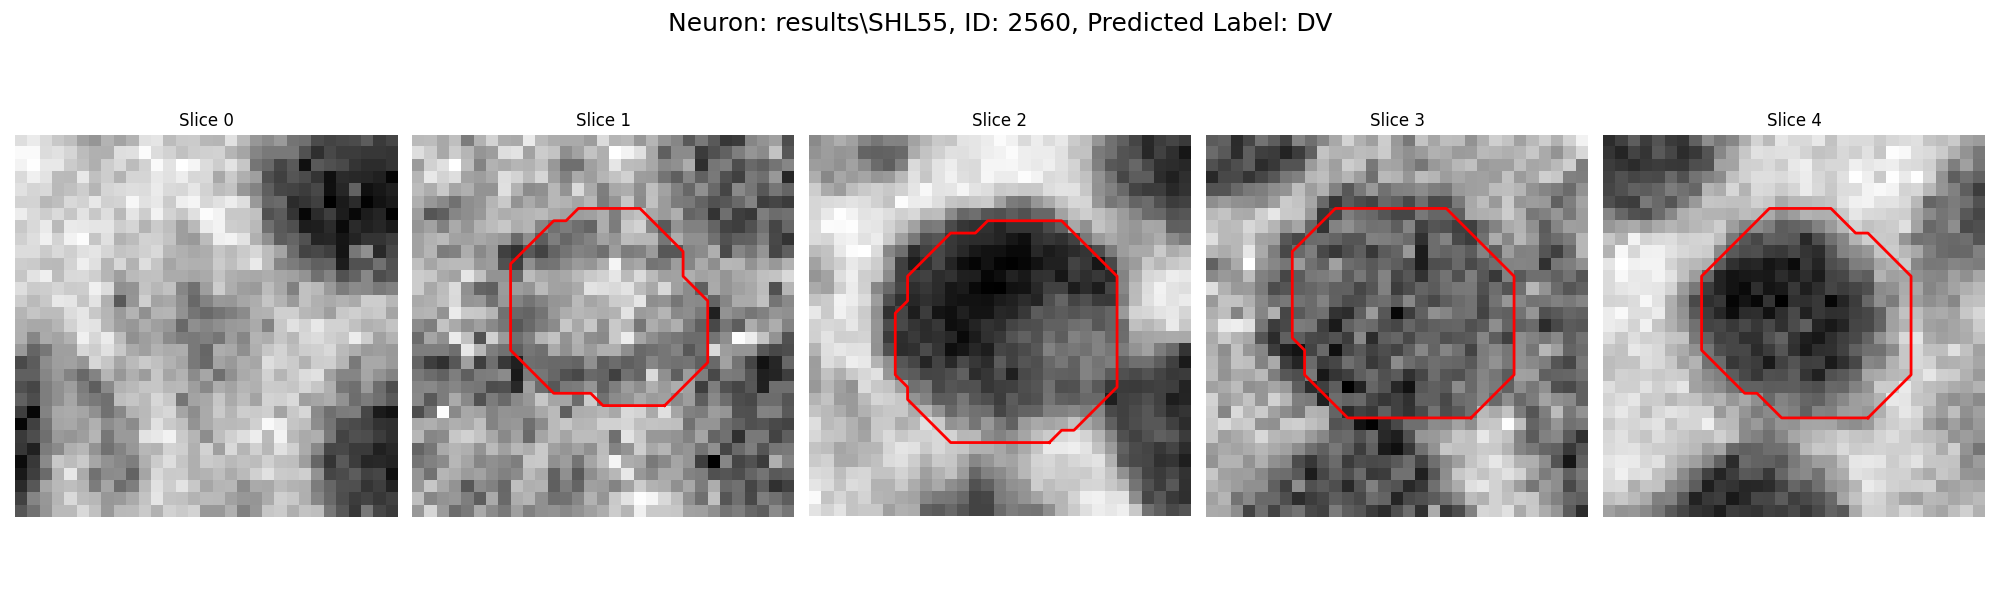 Neuron: results\SHL55, ID: 2560, Predicted Label: DV
Slice 0
Slice 1
Slice 2
Slice 3
Slice 4